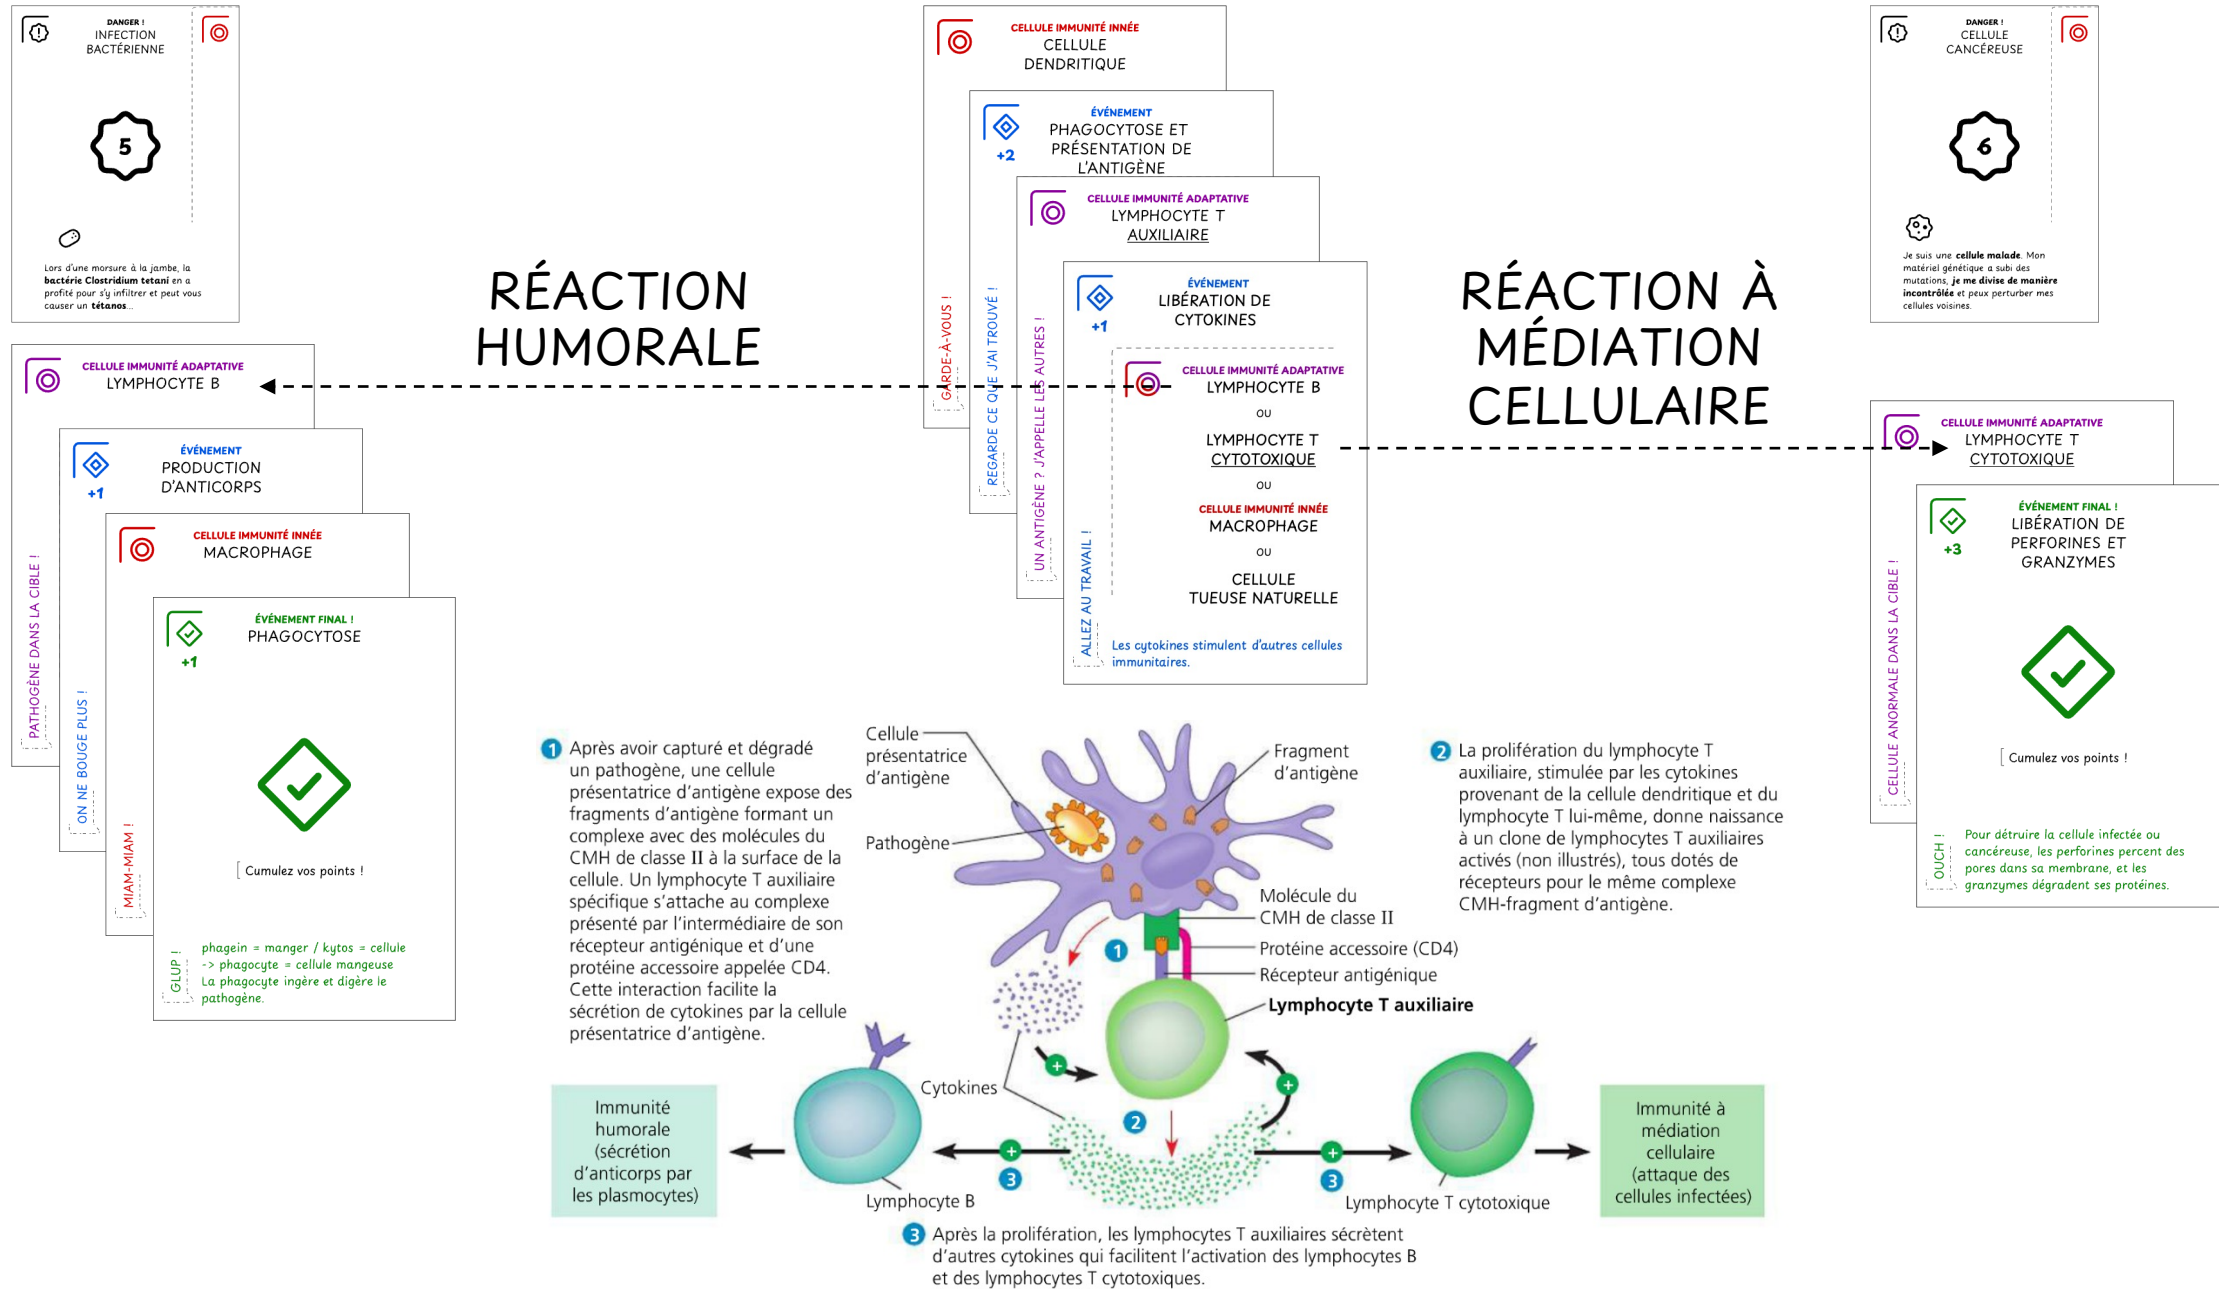 DANGER !
INFECTION
BACTÉRIENNE
5
Lors d'une morsure à la jambe, la
bactérie Clostridium tetani en a
profité pour s'y infiltrer et peut vous
causer un tétanos...
RÉACTION
HUMORALE
CELLULE IMMUNITÉ ADAPTATIVE
LYMPHOCYTE B
PATHOGÈNE DANS LA CIBLE !
ÉVÉNEMENT
PRODUCTION
D'ANTICORPS
+1
ON NE BOUGE PLUS !
CELLULE IMMUNITÉ INNÉE
MACROPHAGE
MIAM-MIAM !
ÉVÉNEMENT FINAL !
PHAGOCYTOSE
+1
Cumulez vos points !
GLUP !
phagein = manger / kytos = cellule
-> phagocyte = cellule mangeuse
La phagocyte ingère et digère le
pathogène.
CELLULE IMMUNITÉ INNÉE
CELLULE
DENDRITIQUE
GARDE-À-VOUS !
ÉVÉNEMENT
PHAGOCYTOSE ET
PRÉSENTATION DE
L'ANTIGÈNE
+2
REGARDE CE QUE J'AI TROUVÉ !
CELLULE IMMUNITÉ ADAPTATIVE
LYMPHOCYTE T
AUXILIAIRE
UN ANTIGÈNE ? J'APPELLE LES AUTRES !
ÉVÉNEMENT
LIBÉRATION DE
CYTOKINES
+1
CELLULE IMMUNITÉ ADAPTATIVE
LYMPHOCYTE B
OU
LYMPHOCYTE T
CYTOTOXIQUE
OU
CELLULE IMMUNITÉ INNÉE
MACROPHAGE
OU
CELLULE
TUEUSE NATURELLE
ALLEZ AU TRAVAIL !
Les cytokines stimulent d'autres cellules
immunitaires.
RÉACTION À
MÉDIATION
CELLULAIRE
DANGER !
CELLULE
CANCÉREUSE
6
Je suis une cellule malade. Mon
matériel génétique a subi des
mutations, je me divise de manière
incontrôlée et peux perturber mes
cellules voisines.
CELLULE IMMUNITÉ ADAPTATIVE
LYMPHOCYTE T
CYTOTOXIQUE
CELLULE ANORMALE DANS LA CIBLE !
ÉVÉNEMENT FINAL !
LIBÉRATION DE
PERFORINES ET
GRANZYMES
+3
Cumulez vos points !
OUCH !
Pour détruire la cellule infectée ou
cancéreuse, les perforines percent des
pores dans sa membrane, et les
granzymes dégradent ses protéines.
1 Après avoir capturé et dégradé
un pathogène, une cellule
présentatrice d'antigène expose des
fragments d'antigène formant un
complexe avec des molécules du
CMH de classe II à la surface de la
cellule. Un lymphocyte T auxiliaire
spécifique s'attache au complexe
présenté par l'intermédiaire de son
récepteur antigénique et d'une
protéine accessoire appelée CD4.
Cette interaction facilite la
sécrétion de cytokines par la cellule
présentatrice d'antigène.
Cellule
présentatrice
d'antigène
Pathogène
Fragment
d'antigène
Molécule du
CMH de classe II
Protéine accessoire (CD4)
Récepteur antigénique
Lymphocyte T auxiliaire
1
2 La prolifération du lymphocyte T
auxiliaire, stimulée par les cytokines
provenant de la cellule dendritique et du
lymphocyte T lui-même, donne naissance
à un clone de lymphocytes T auxiliaires
activés (non illustrés), tous dotés de
récepteurs pour le même complexe
CMH-fragment d'antigène.
Cytokines
+
+
2
Immunité
humorale
(sécrétion
d'anticorps par
les plasmocytes)
Lymphocyte B
+
3
+
3
Lymphocyte T cytotoxique
Immunité à
médiation
cellulaire
(attaque des
cellules infectées)
3 Après la prolifération, les lymphocytes T auxiliaires sécrètent
d'autres cytokines qui facilitent l'activation des lymphocytes B
et des lymphocytes T cytotoxiques.